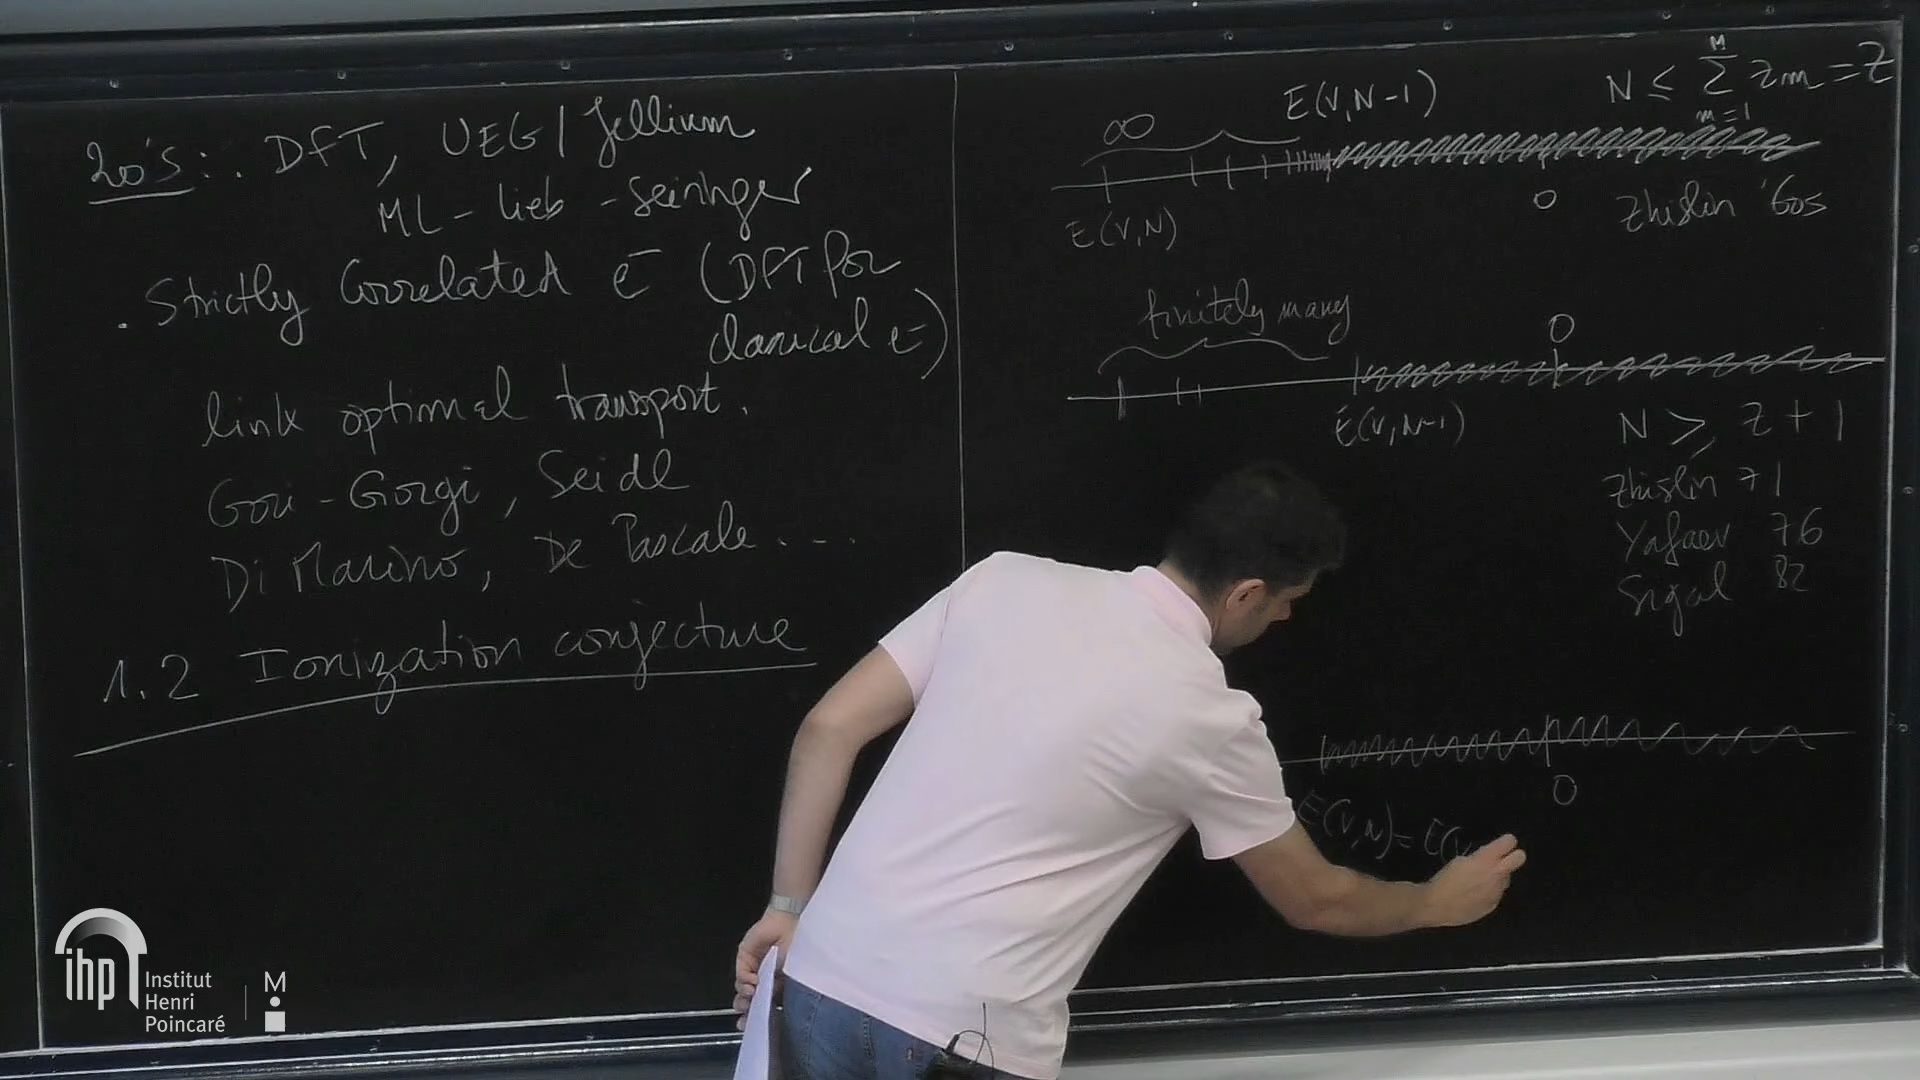 20's: . DFT, UEG/Jellium
ML - Lieb - Seiringer
. Strictly Correlated e- (DFT for
classical e-)
link optimal transport.
Gori-Giorgi, Seidl
Di Marino, De Pascale ...
1.2 Ionization conjecture
∞
E(V,N-1)
N ≤ M ∑ m=1 zm = Z
E(V,N)
0
Zhislin '60s
finitely many
0
E(V,N-1)
N ≥ Z + 1
Zhislin 71
Yafaev 76
Sigal 82
0
E(V,N) = E(V
ihp
Institut
Henri
Poincaré
M